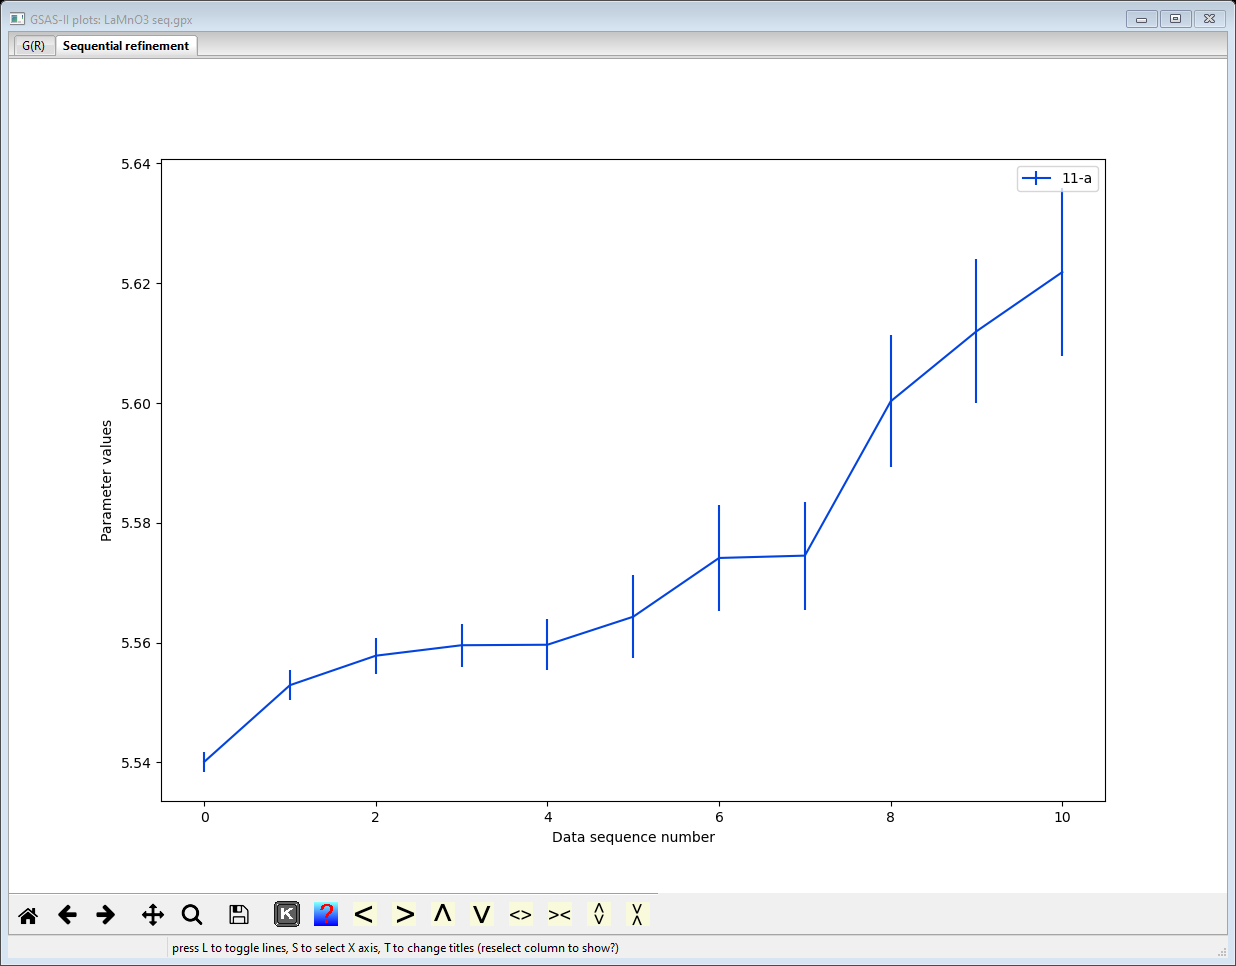 GSAS-II plots: LaMnO3 seq.gpx
G(R) Sequential refinement
11-a
5.64
5.62
5.60
5.58
5.56
5.54
Parameter values
0 2 4 6 8 10
Data sequence number
K ? < > Λ V <> ><
press L to toggle lines, S to select X axis, T to change titles (reselect column to show?)